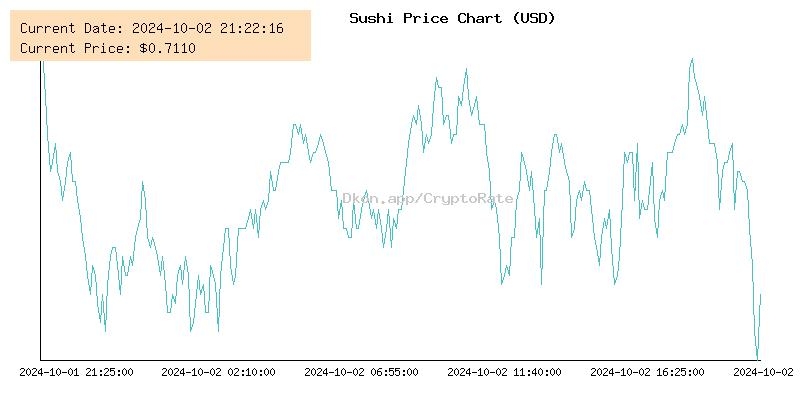 Sushi Price Chart (USD)
Current Date: 2024-10-02 21:22:16
Current Price: $0.7110
Dkdn.app/CryptoRate
2024-10-01 21:25:00 2024-10-02 02:10:00 2024-10-02 06:55:00 2024-10-02 11:40:00 2024-10-02 16:25:00 2024-10-02